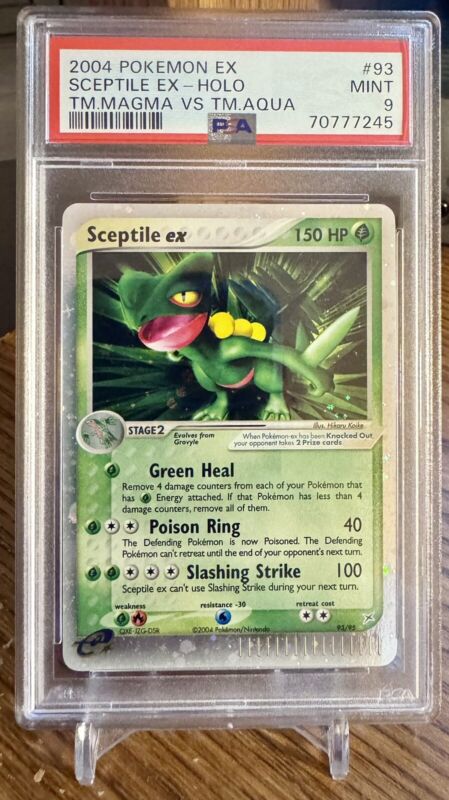 2004 POKEMON EX #93
SCEPTILE EX-HOLO MINT
TM.MAGMA VS TM.AQUA 9
PSA 70777245
Sceptile ex 150 HP
Illus. Hikaru Koike
STAGE2
Evolves from
Grovyle
When Pokémon-ex has been Knocked Out,
your opponent takes 2 Prize cards
Green Heal
Remove 4 damage counters from each of your Pokémon that
has Energy attached. If that Pokémon has less than 4
damage counters, remove all of them.
Poison Ring 40
The Defending Pokémon is now Poisoned. The Defending
Pokémon can't retreat until the end of your opponent's next turn.
Slashing Strike 100
Sceptile ex can't use Slashing Strike during your next turn.
weakness resistance -30 retreat cost
QXE-JZG-DSR ©2004 Pokémon/Nintendo 93/95
e
PSA